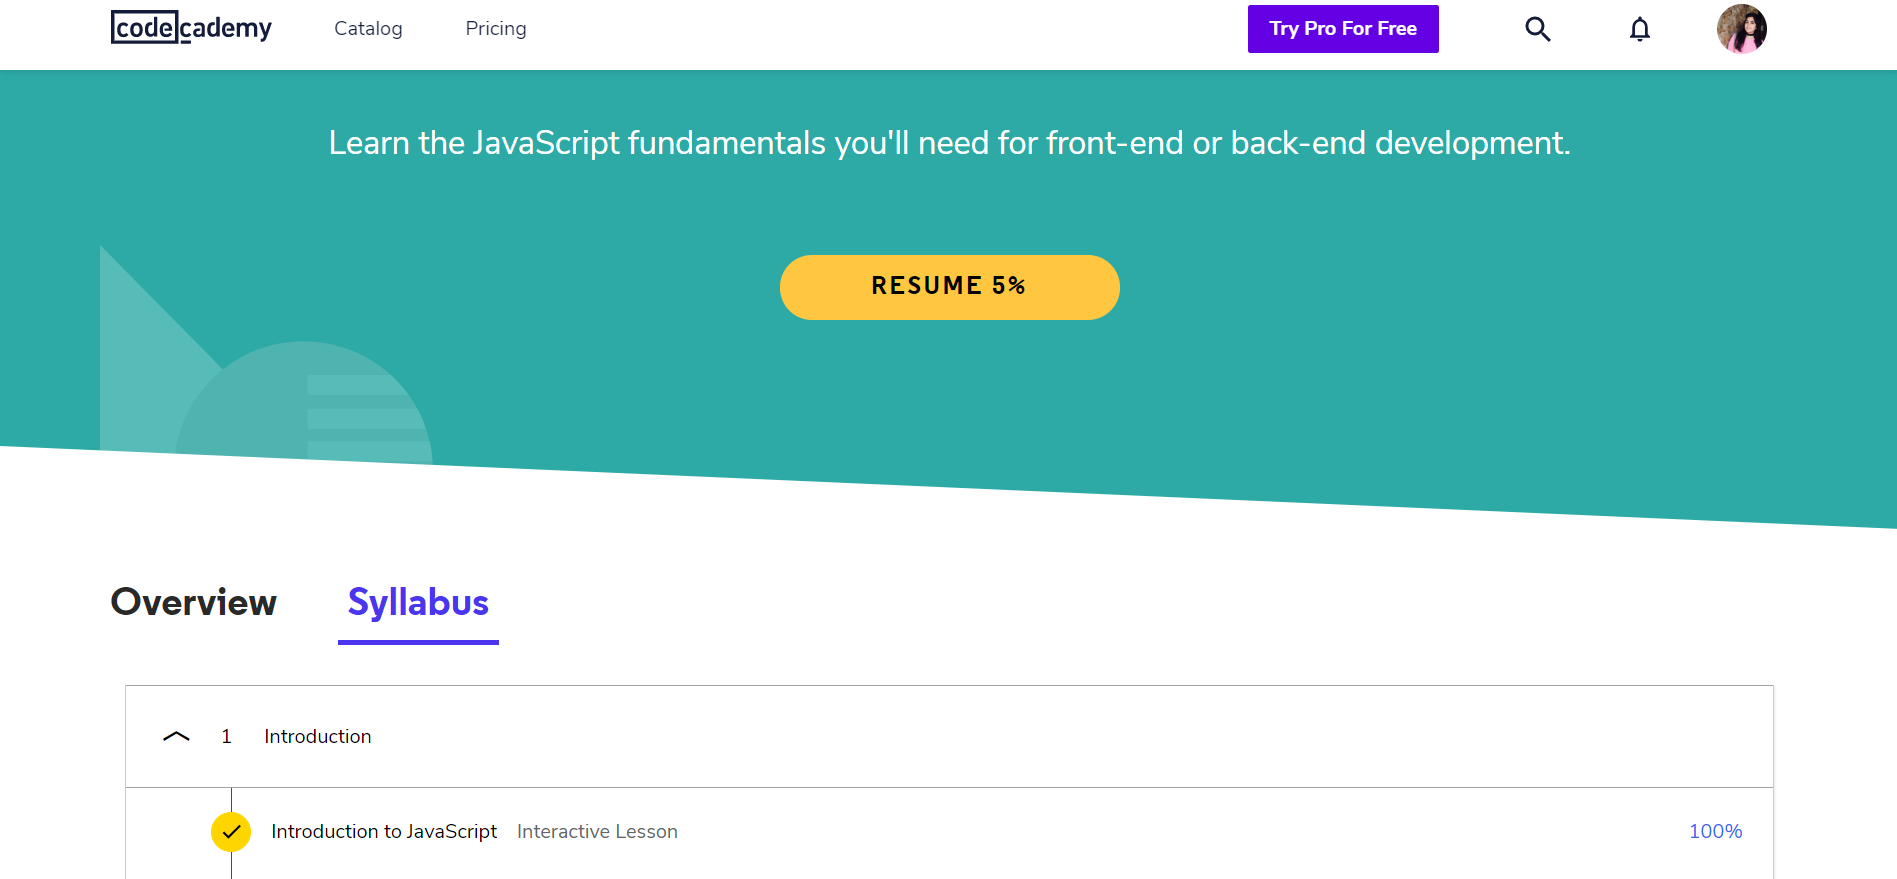 codecademy
Catalog
Pricing
Try Pro For Free
Learn the JavaScript fundamentals you'll need for front-end or back-end development.
RESUME 5%
Overview
Syllabus
1 Introduction
Introduction to JavaScript Interactive Lesson 100%